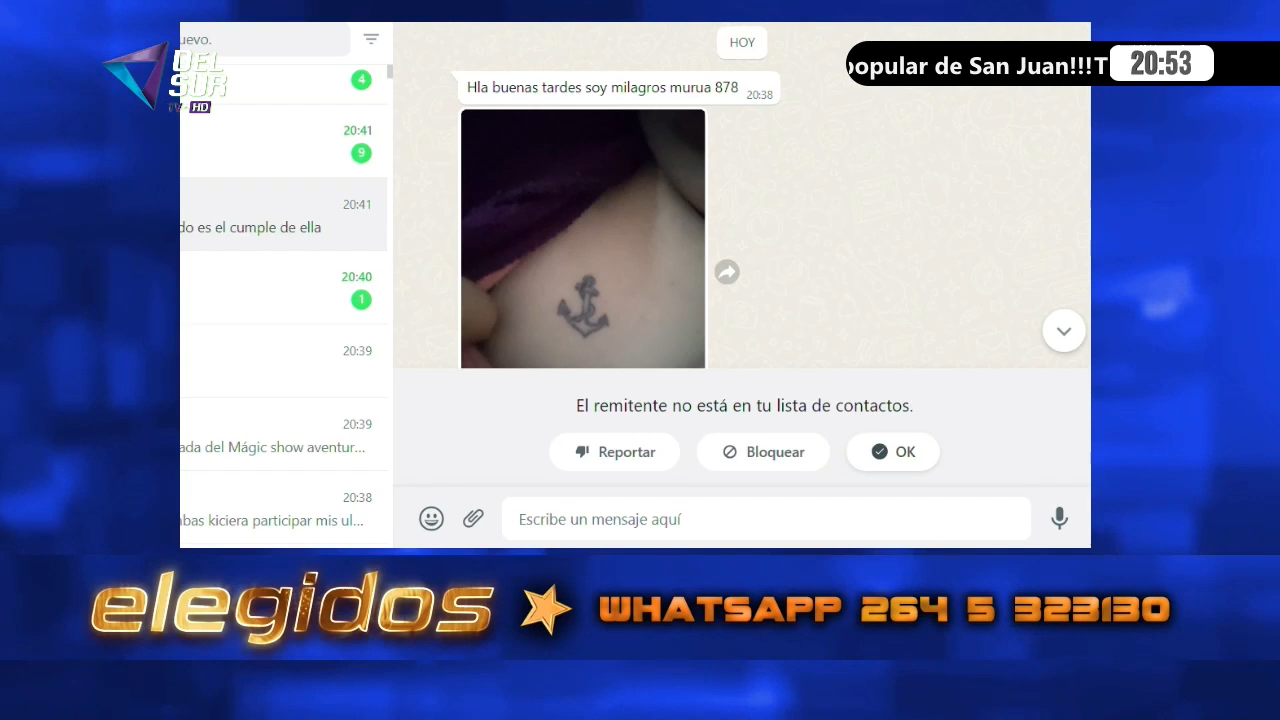 uevo.
HOY
popular de San Juan!!!T
20:53
DEL
SUR
TV-HD
4
Hla buenas tardes soy milagros murua 878
20:38
20:41
9
20:41
do es el cumple de ella
20:40
1
20:39
El remitente no está en tu lista de contactos.
20:39
ada del Mágic show aventur...
Reportar
Bloquear
OK
20:38
nbas kiciera participar mis ul...
Escribe un mensaje aquí
elegidos
WHATSAPP 264 5 323130